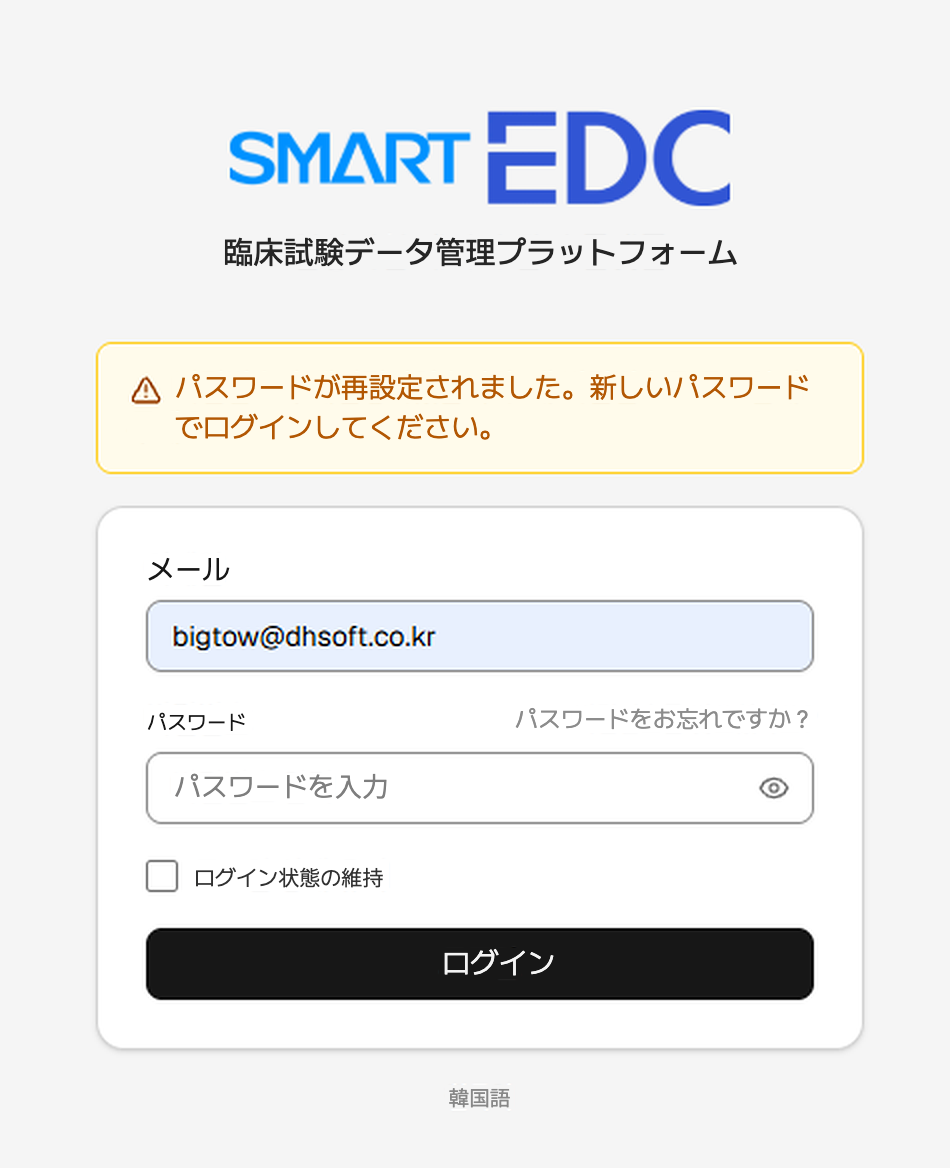 SMART EDC
臨床試験データ管理プラットフォーム
パスワードが再設定されました。新しいパスワード
でログインしてください。
メール
bigtow@dhsoft.co.kr
パスワード
パスワードをお忘れですか？
パスワードを入力
ログイン状態の維持
ログイン
韓国語